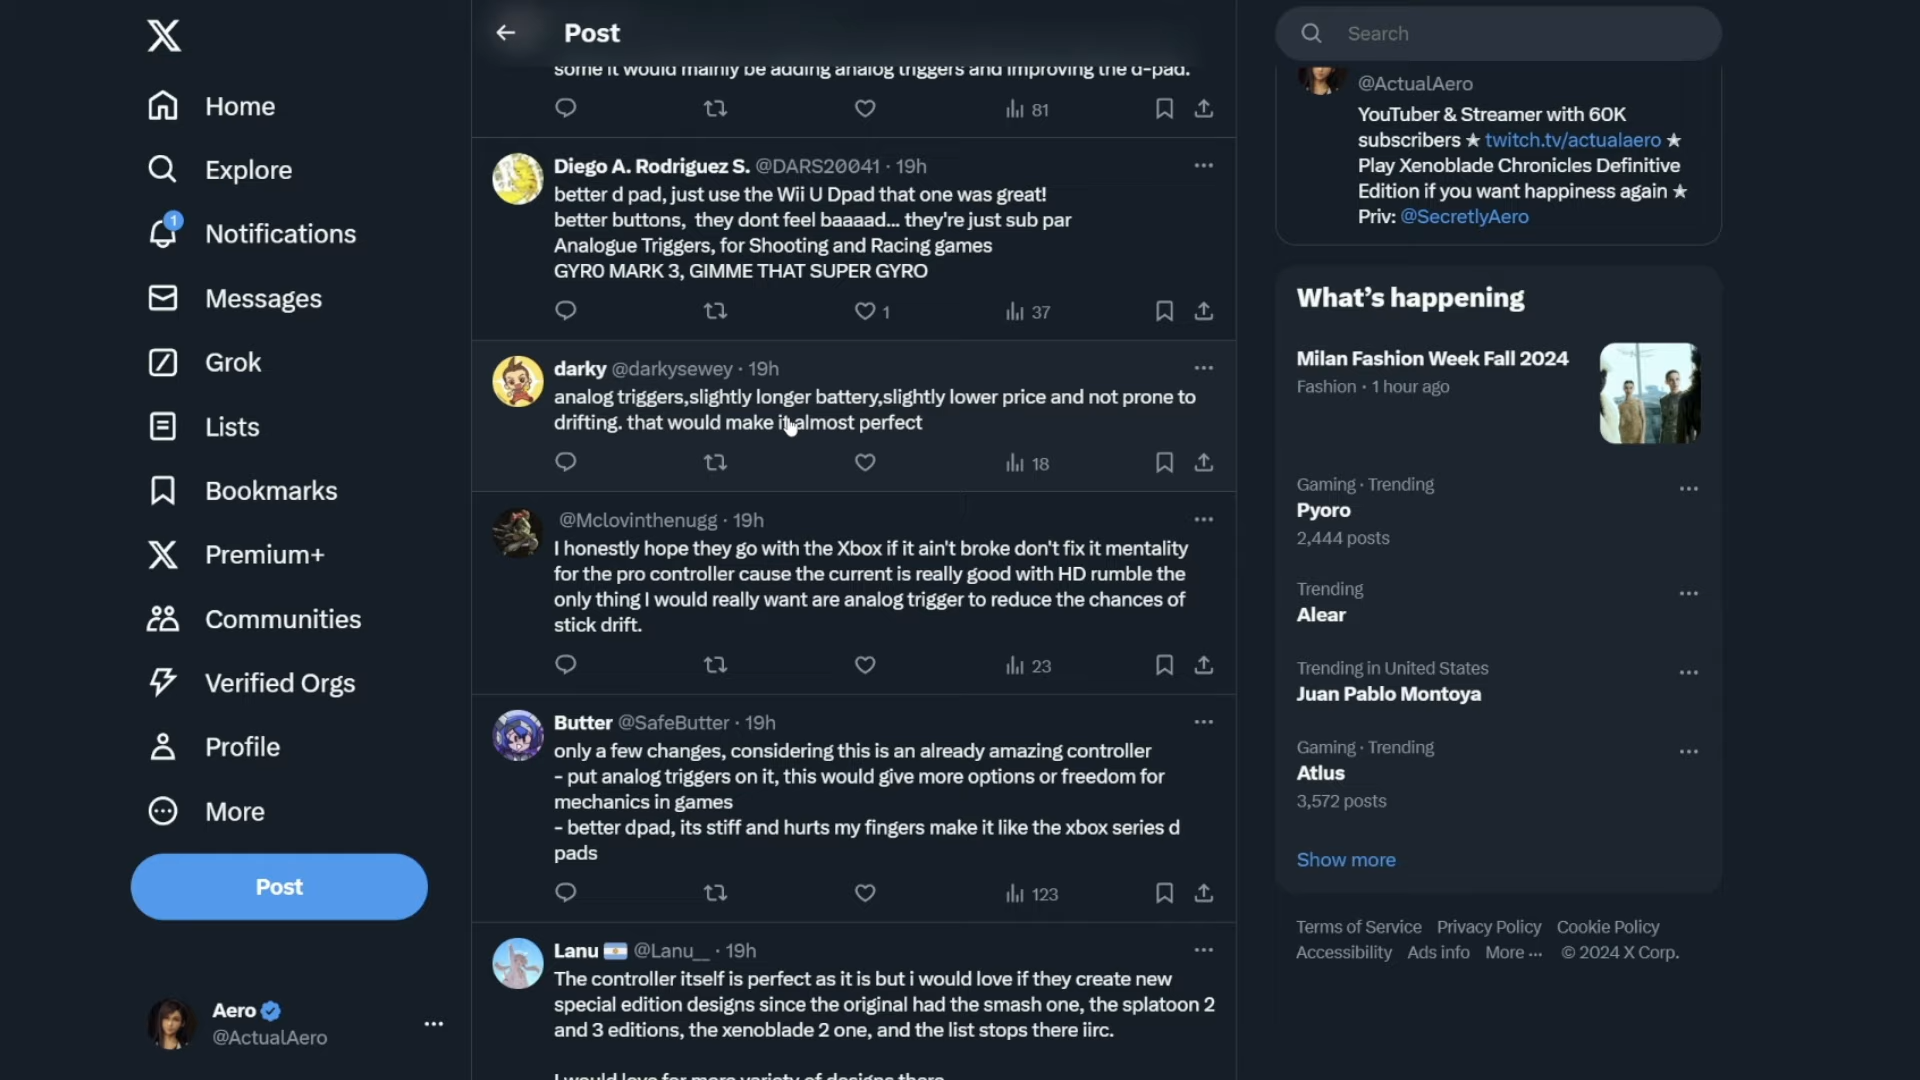 Home
Explore
1
Notifications
Messages
Grok
Lists
Bookmarks
Premium+
Communities
Verified Orgs
Profile
More
Post
Aero
@ActualAero
Post
some it would mainly be adding analog triggers and improving the d-pad.
81
Diego A. Rodriguez S. @DARS20041 · 19h
better d pad, just use the Wii U Dpad that one was great!
better buttons, they dont feel baaaad... they're just sub par
Analogue Triggers, for Shooting and Racing games
GYRO MARK 3, GIMME THAT SUPER GYRO
1
37
darky @darkysewey · 19h
analog triggers,slightly longer battery,slightly lower price and not prone to
drifting. that would make it almost perfect
18
@Mclovinthenugg · 19h
I honestly hope they go with the Xbox if it ain't broke don't fix it mentality
for the pro controller cause the current is really good with HD rumble the
only thing I would really want are analog trigger to reduce the chances of
stick drift.
23
Butter @SafeButter · 19h
only a few changes, considering this is an already amazing controller
- put analog triggers on it, this would give more options or freedom for
mechanics in games
- better dpad, its stiff and hurts my fingers make it like the xbox series d
pads
123
Lanu @Lanu__ · 19h
The controller itself is perfect as it is but i would love if they create new
special edition designs since the original had the smash one, the splatoon 2
and 3 editions, the xenoblade 2 one, and the list stops there iirc.
I would love for more variety of designs there
Search
@ActualAero
YouTuber & Streamer with 60K
subscribers ★ twitch.tv/actualaero ★
Play Xenoblade Chronicles Definitive
Edition if you want happiness again ★
Priv: @SecretlyAero
What's happening
Milan Fashion Week Fall 2024
Fashion · 1 hour ago
Gaming · Trending
Pyoro
2,444 posts
Trending
Alear
Trending in United States
Juan Pablo Montoya
Gaming · Trending
Atlus
3,572 posts
Show more
Terms of Service Privacy Policy Cookie Policy
Accessibility Ads info More ··· © 2024 X Corp.